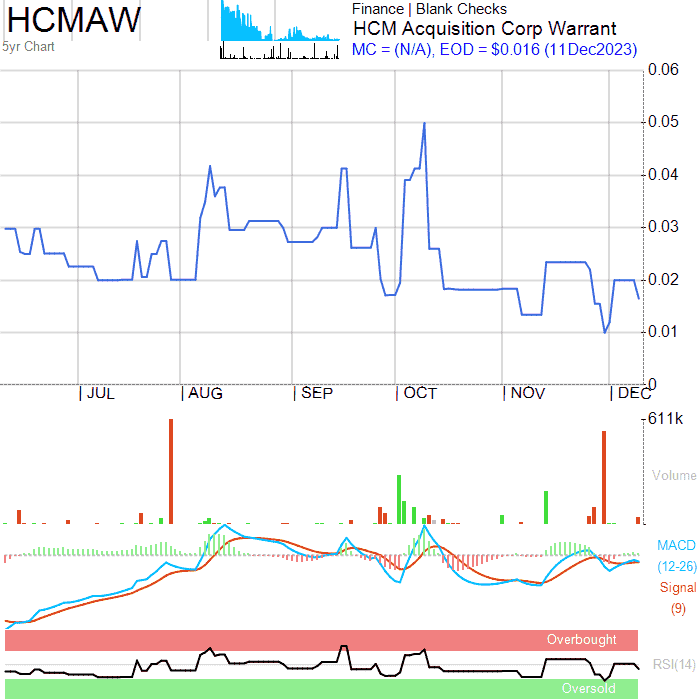 HCMAW
5yr Chart
Finance | Blank Checks
HCM Acquisition Corp Warrant
MC = (N/A), EOD = $0.016 (11Dec2023)
0.06
0.05
0.04
0.03
0.02
0.01
0
| JUL | AUG | SEP | OCT | NOV | DEC
611k
Volume
MACD
(12-26)
Signal
(9)
Overbought
RSI(14)
Oversold